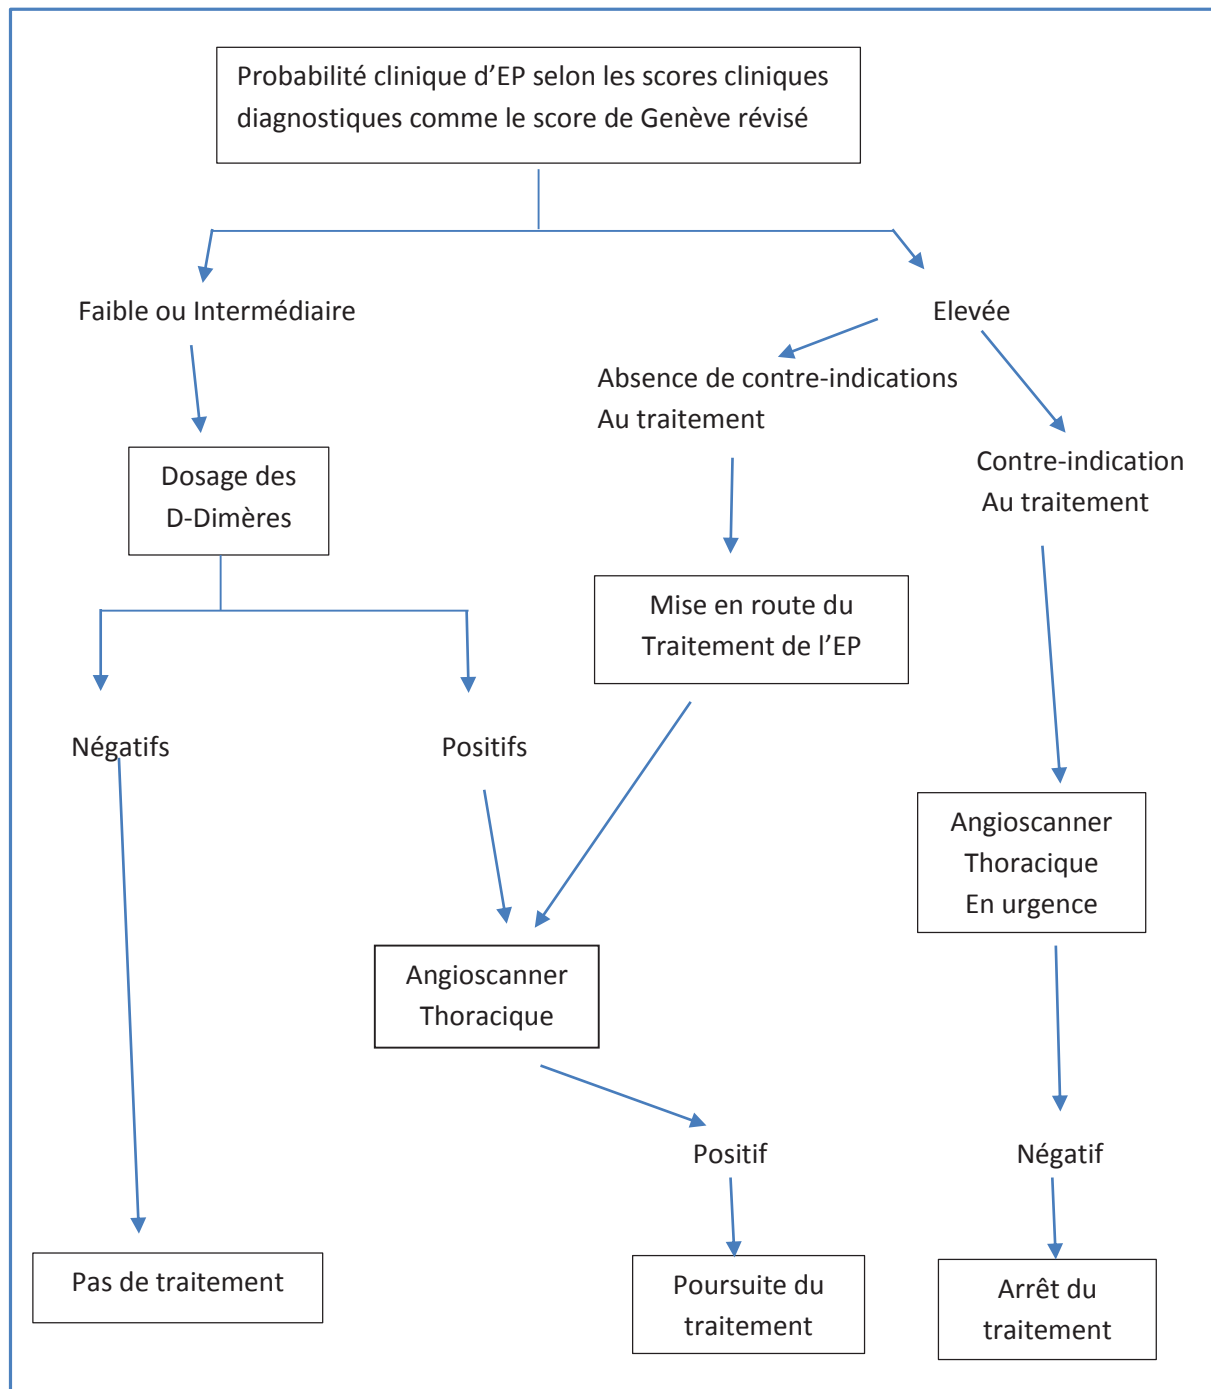 Probabilité clinique d’EP selon les scores cliniques
diagnostiques comme le score de Genève révisé
Faible ou Intermédiaire
Elevée
Absence de contre-indications
Au traitement
Contre-indication
Au traitement
Dosage des
D-Dimères
Mise en route du
Traitement de l’EP
Négatifs
Positifs
Angioscanner
Thoracique
En urgence
Angioscanner
Thoracique
Positif
Négatif
Pas de traitement
Poursuite du
traitement
Arrêt du
traitement